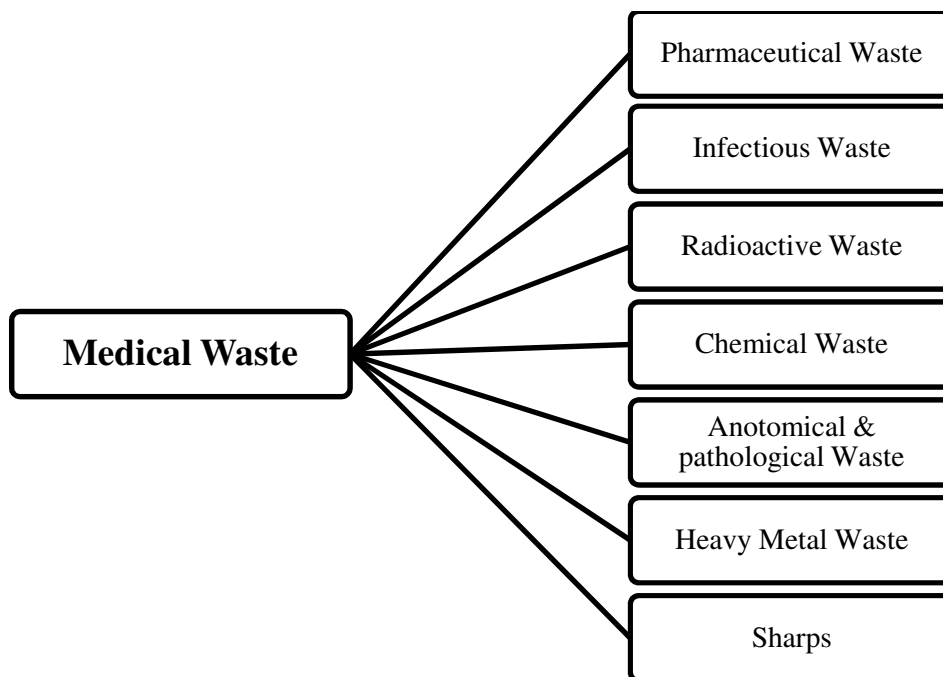 Pharmaceutical Waste
Infectious Waste
Radioactive Waste
Medical Waste
Chemical Waste
Anotomical &
pathological Waste
Heavy Metal Waste
Sharps